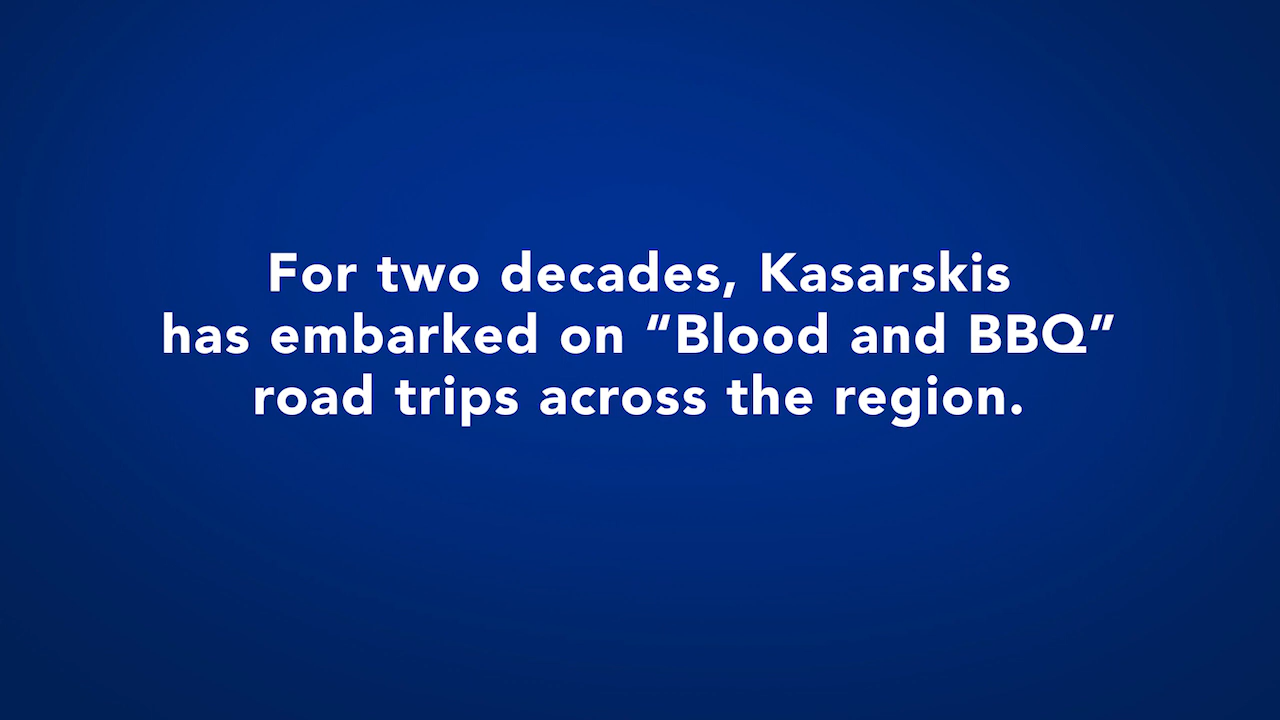 For two decades, Kasarskis
has embarked on “Blood and BBQ”
road trips across the region.